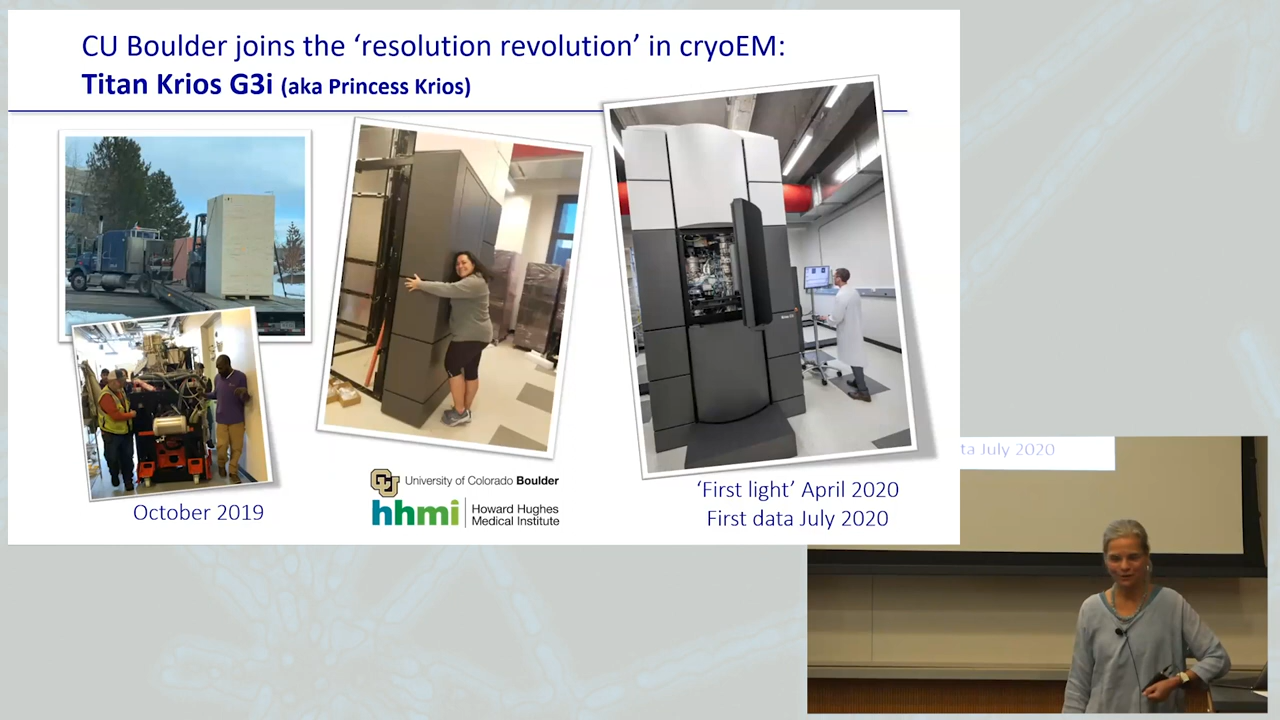 CU Boulder joins the ‘resolution revolution’ in cryoEM:
Titan Krios G3i (aka Princess Krios)
October 2019
CU
University of Colorado Boulder
hhmi
Howard Hughes
Medical Institute
‘First light’ April 2020
First data July 2020
ta July 2020